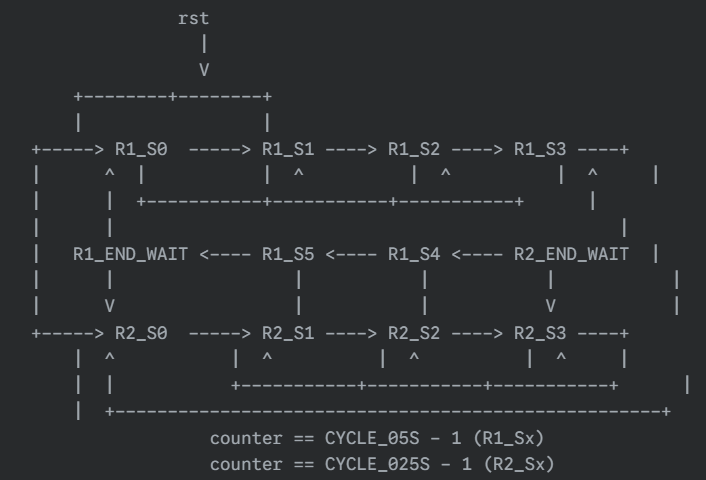 rst
|
V
+--------+--------+
|                 |
+-----> R1_S0  -----> R1_S1 ----> R1_S2 ----> R1_S3 ----+
|      ^  |           |  ^          |  ^          |  ^     |
|      |  +-----------+-----------+-----------+      |
|      |                                                |
|   R1_END_WAIT <---- R1_S5 <---- R1_S4 <---- R2_END_WAIT  |
|      |                 |           |           |           |
|      V                 |           |           V           |
+-----> R2_S0  -----> R2_S1 ----> R2_S2 ----> R2_S3 ----+
|  ^           |  ^          |  ^          |  ^     |
|  |           +-----------+-----------+-----------+      |
|  +-----------------------------------------------------+
counter == CYCLE_05S - 1 (R1_Sx)
counter == CYCLE_025S - 1 (R2_Sx)